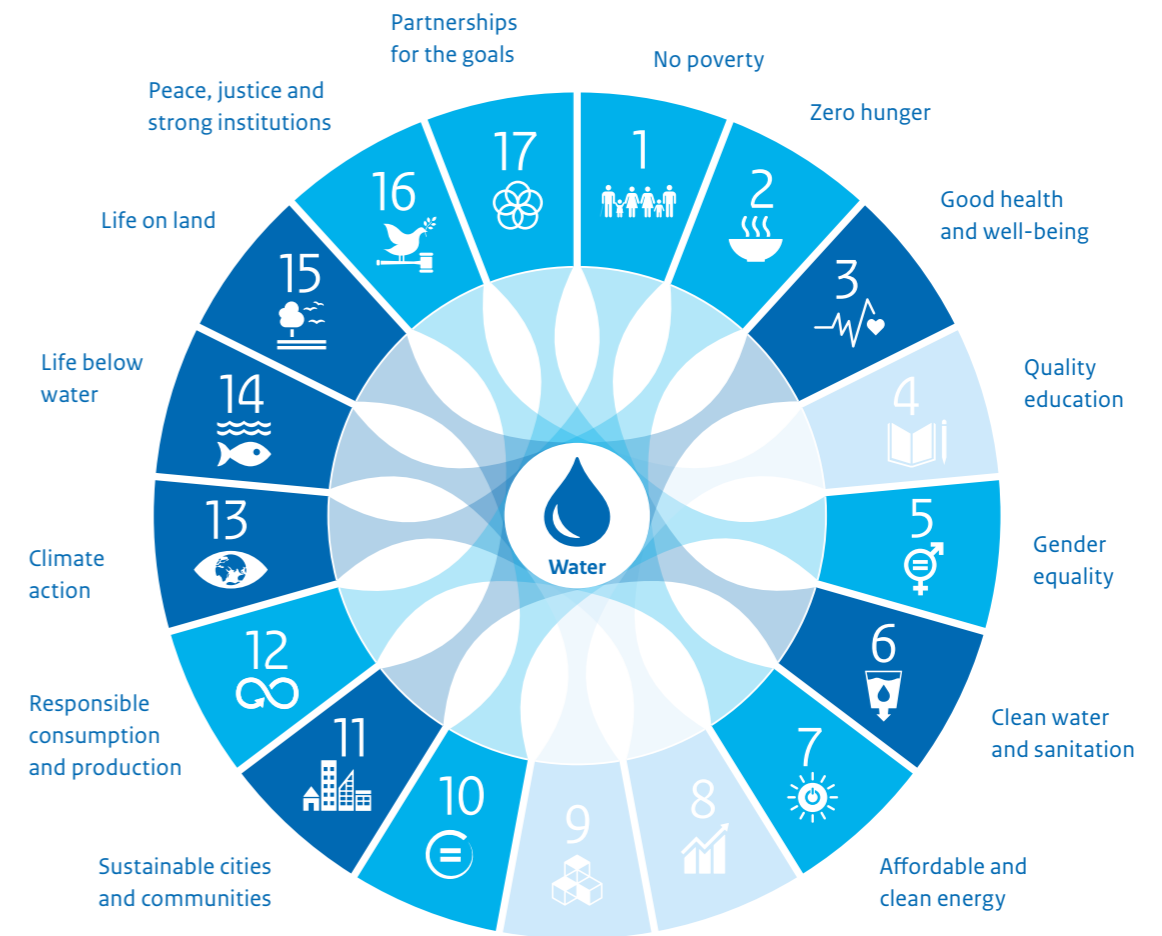 Partnerships
for the goals
No poverty
Peace, justice and
strong institutions
Zero hunger
17
1
16
2
Good health
and well-being
Life on land
15
3
Life below
water
14
4
Quality
education
13
5
Climate
action
Water
Gender
equality
12
6
Responsible
consumption
and production
11
7
Clean water
and sanitation
10
9
8
Sustainable cities
and communities
Affordable and
clean energy